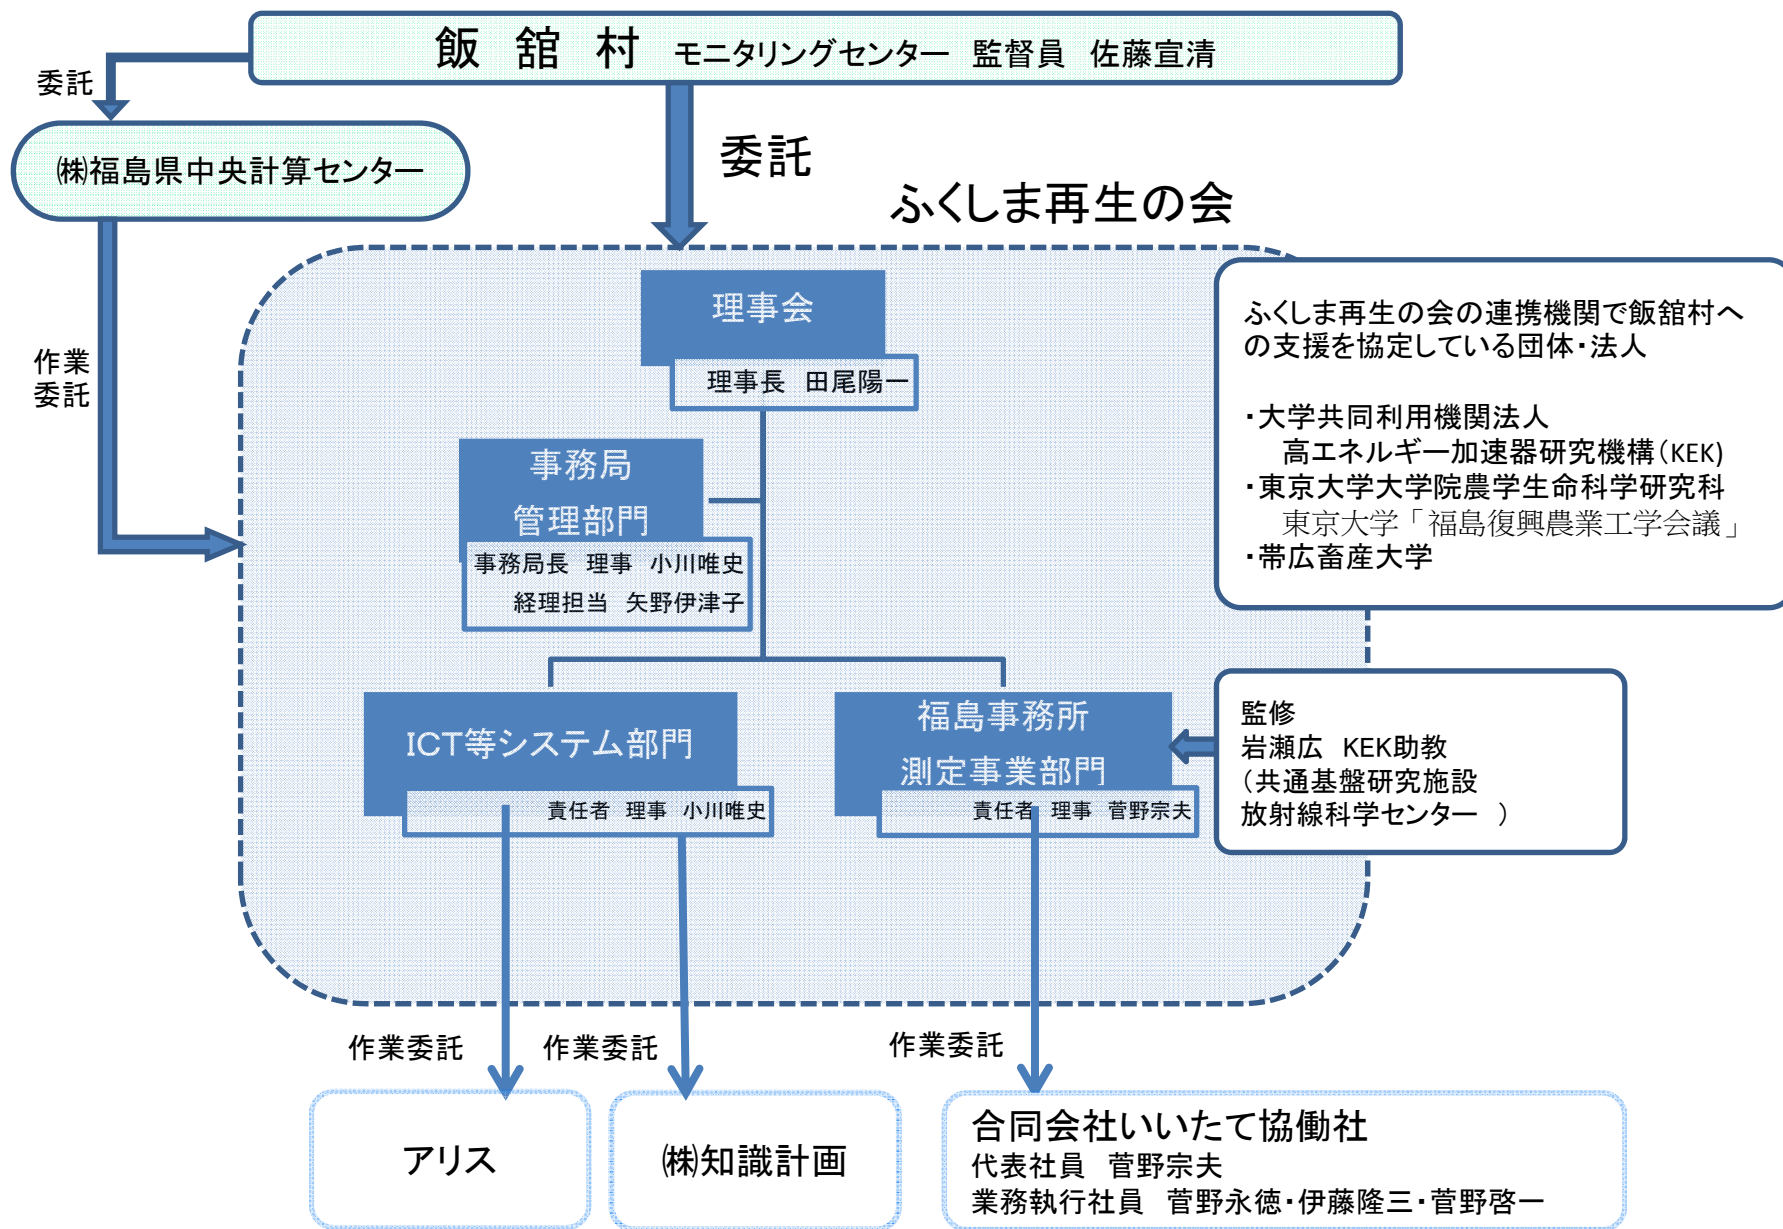 飯　舘　村　モニタリングセンター　監督員　佐藤宣清
委託
㈱福島県中央計算センター
委託
ふくしま再生の会
作業
委託
理事会
理事長　田尾陽一
事務局
管理部門
事務局長　理事　小川唯史
経理担当　矢野伊津子
ICT等システム部門
責任者　理事　小川唯史
福島事務所
測定事業部門
責任者　理事　菅野宗夫
ふくしま再生の会の連携機関で飯舘村へ
の支援を協定している団体・法人
・大学共同利用機関法人
高エネルギー加速器研究機構(KEK)
・東京大学大学院農学生命科学研究科
東京大学「福島復興農業工学会議」
・帯広畜産大学
監修
岩瀬広　KEK助教
（共通基盤研究施設
放射線科学センター　）
作業委託
作業委託
作業委託
アリス
㈱知識計画
合同会社いいたて協働社
代表社員　菅野宗夫
業務執行社員　菅野永徳・伊藤隆三・菅野啓一